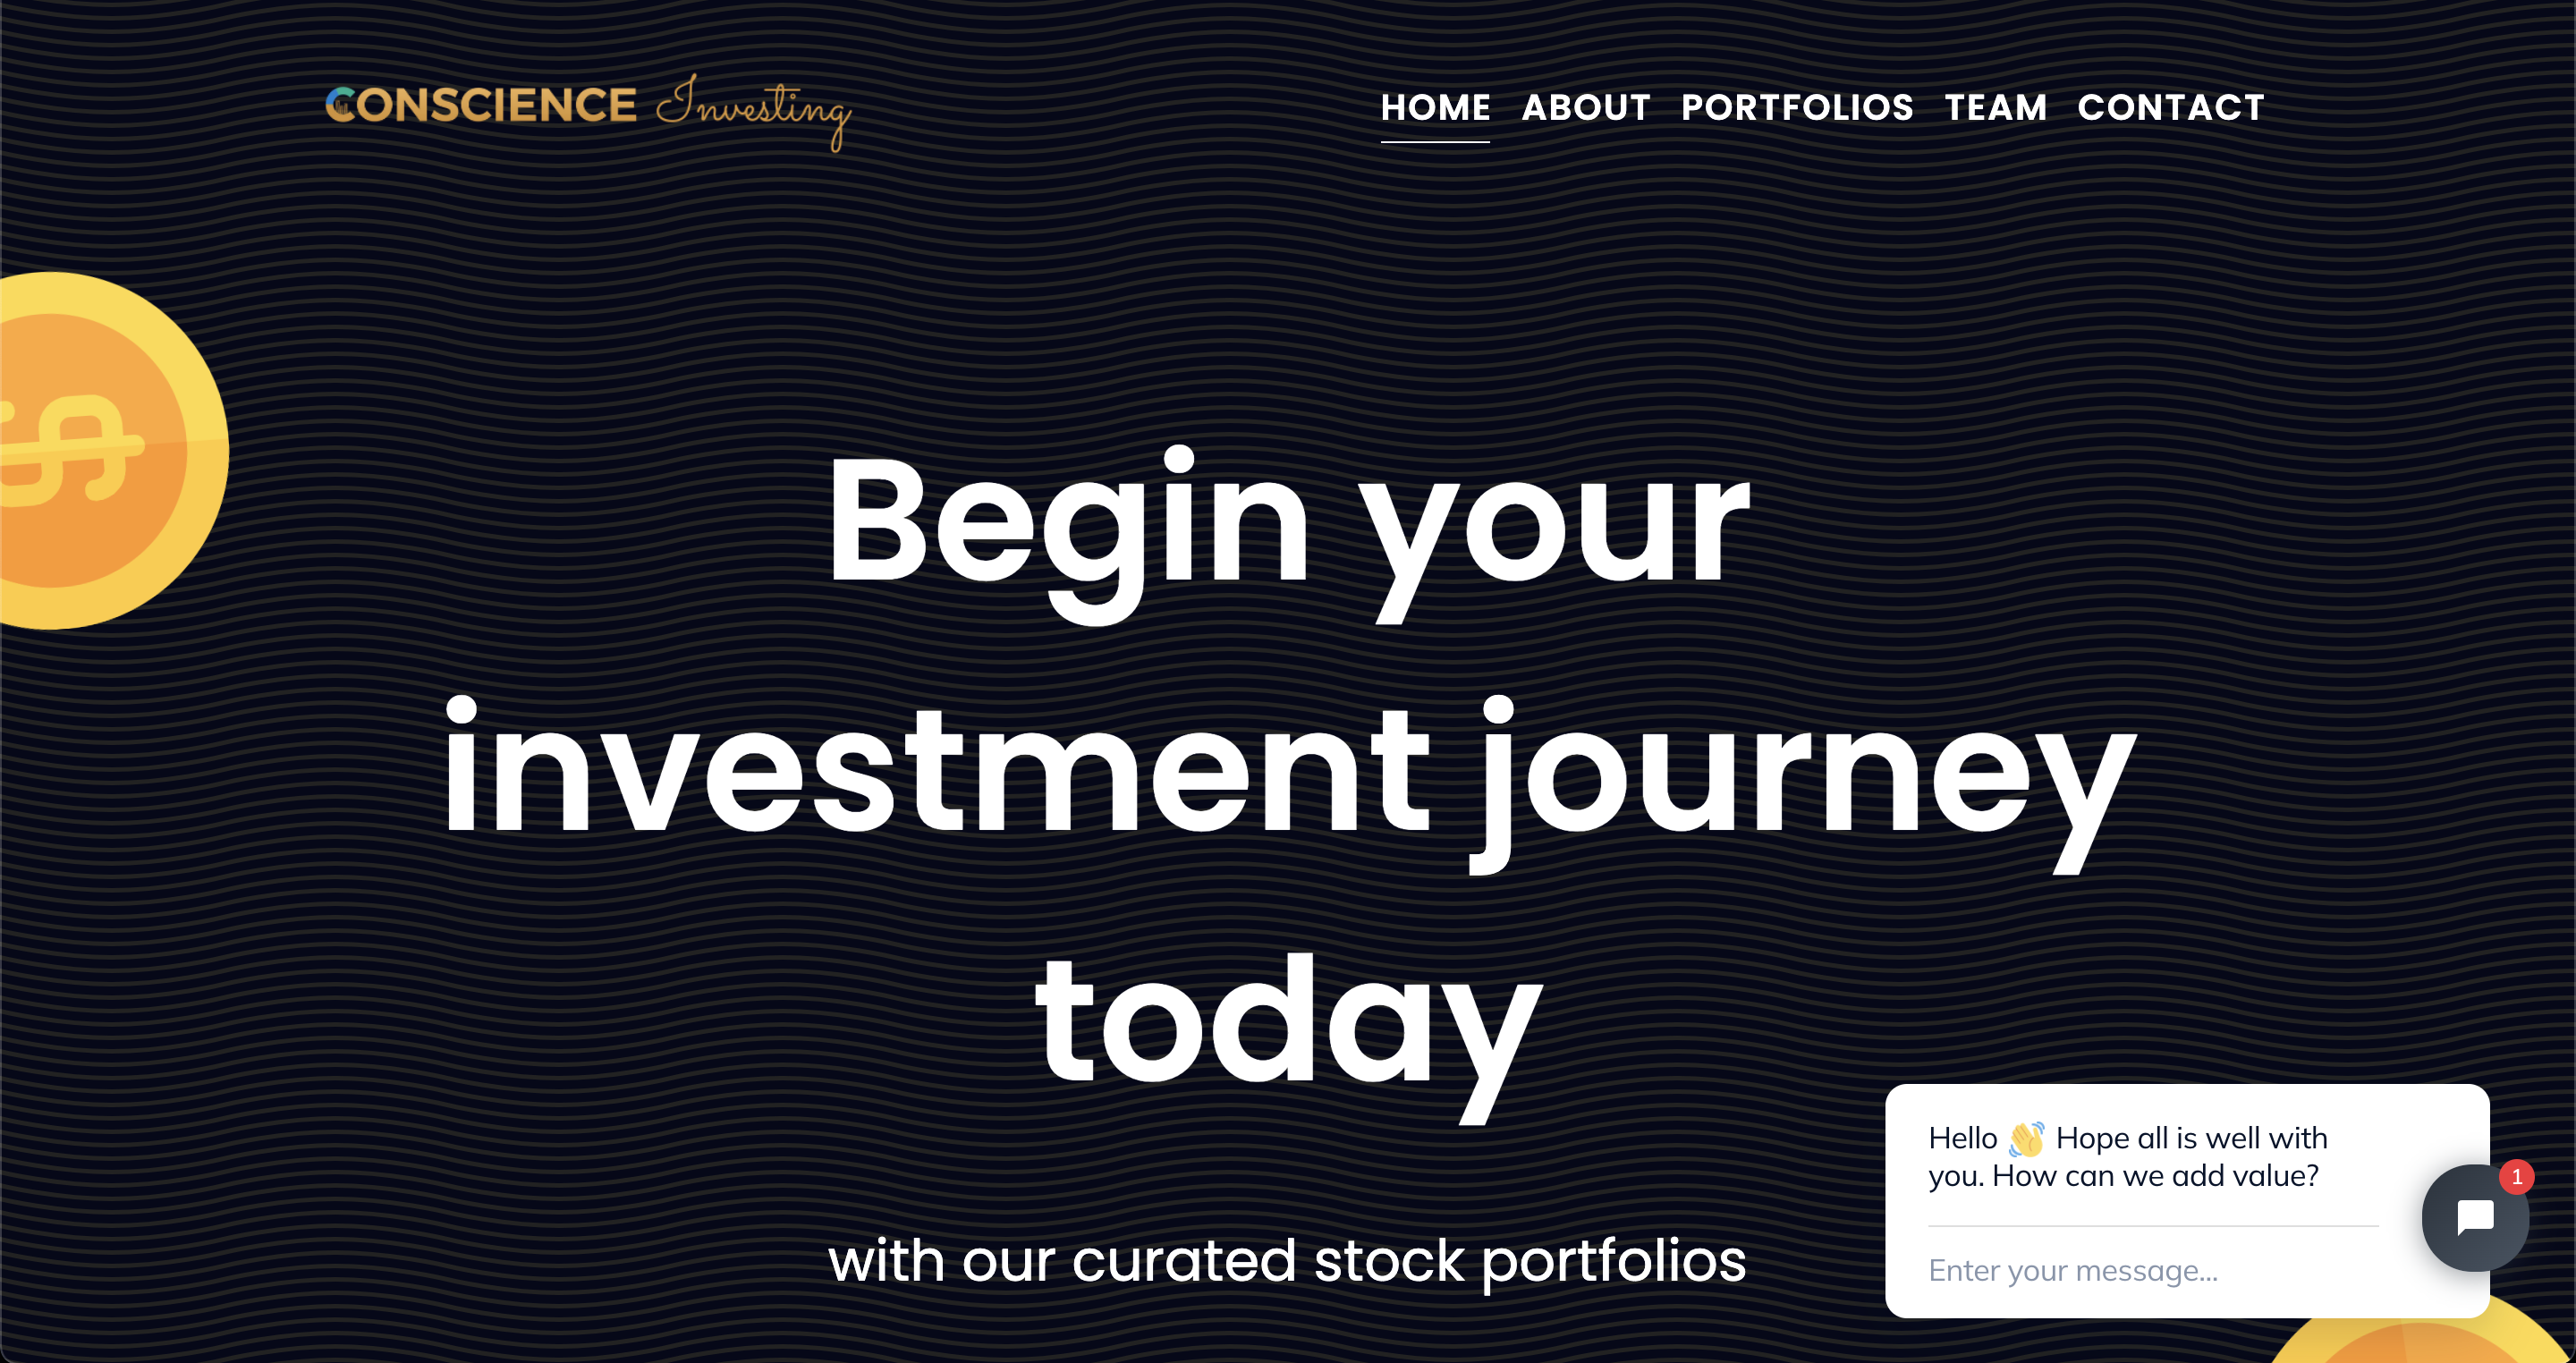 CONSCIENCE Investing
HOME ABOUT PORTFOLIOS TEAM CONTACT
Begin your
investment journey
today
with our curated stock portfolios
Hello 👋 Hope all is well with
you. How can we add value?
1
Enter your message...